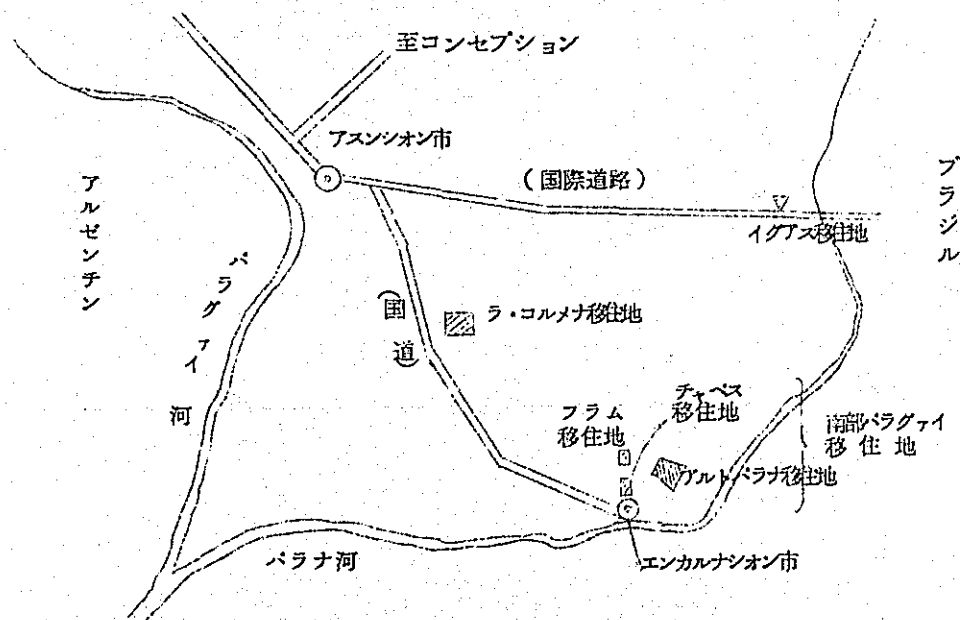 至コンセプション
アスンシオン市
(国際道路)
ブラジル
アルゼンチン
イグアス移住地
パラグァイ河
(国道)
ラ・コルメナ移住地
チャペス
移住地
フラム
移住地
南部パラグァイ
移住地
アルトパラナ移住地
パラナ河
エンカルナシオン市